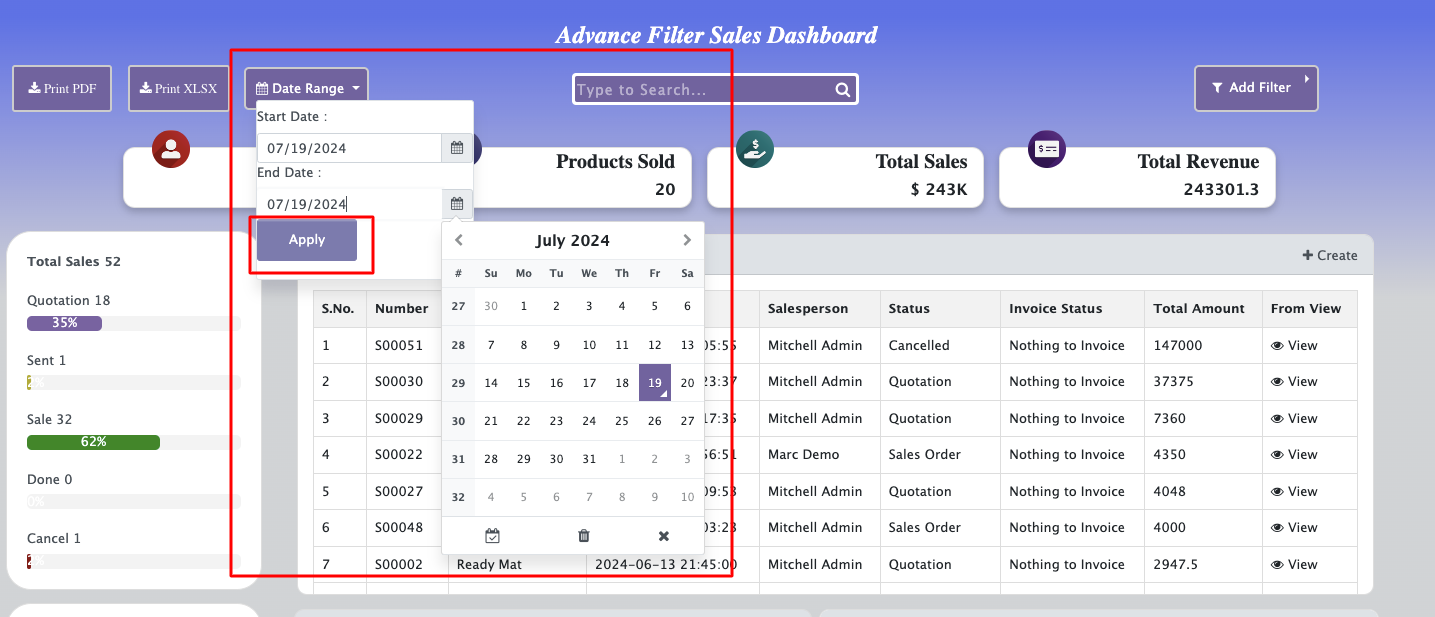 Advance Filter Sales Dashboard
Print PDF
Print XLSX
Date Range
Type to Search...
Add Filter
Start Date :
07/19/2024
End Date :
07/19/2024
Apply
Products Sold
20
Total Sales
$ 243K
Total Revenue
243301.3
Total Sales 52
Quotation 18
35%
Sent 1
2%
Sale 32
62%
Done 0
0%
Cancel 1
2%
July 2024
# Su Mo Tu We Th Fr Sa
27 30 1 2 3 4 5 6
28 7 8 9 10 11 12 13
29 14 15 16 17 18 19 20
30 21 22 23 24 25 26 27
31 28 29 30 31 1 2 3
32 4 5 6 7 8 9 10
+ Create
S.No. Number Salesperson Status Invoice Status Total Amount From View
1 S00051 05:55 Mitchell Admin Cancelled Nothing to Invoice 147000 View
2 S00030 23:37 Mitchell Admin Quotation Nothing to Invoice 37375 View
3 S00029 17:35 Mitchell Admin Quotation Nothing to Invoice 7360 View
4 S00022 56:51 Marc Demo Sales Order Nothing to Invoice 4350 View
5 S00027 09:53 Mitchell Admin Quotation Nothing to Invoice 4048 View
6 S00048 03:23 Mitchell Admin Sales Order Nothing to Invoice 4000 View
7 S00002 Ready Mat 2024-06-13 21:45:00 Mitchell Admin Quotation Nothing to Invoice 2947.5 View